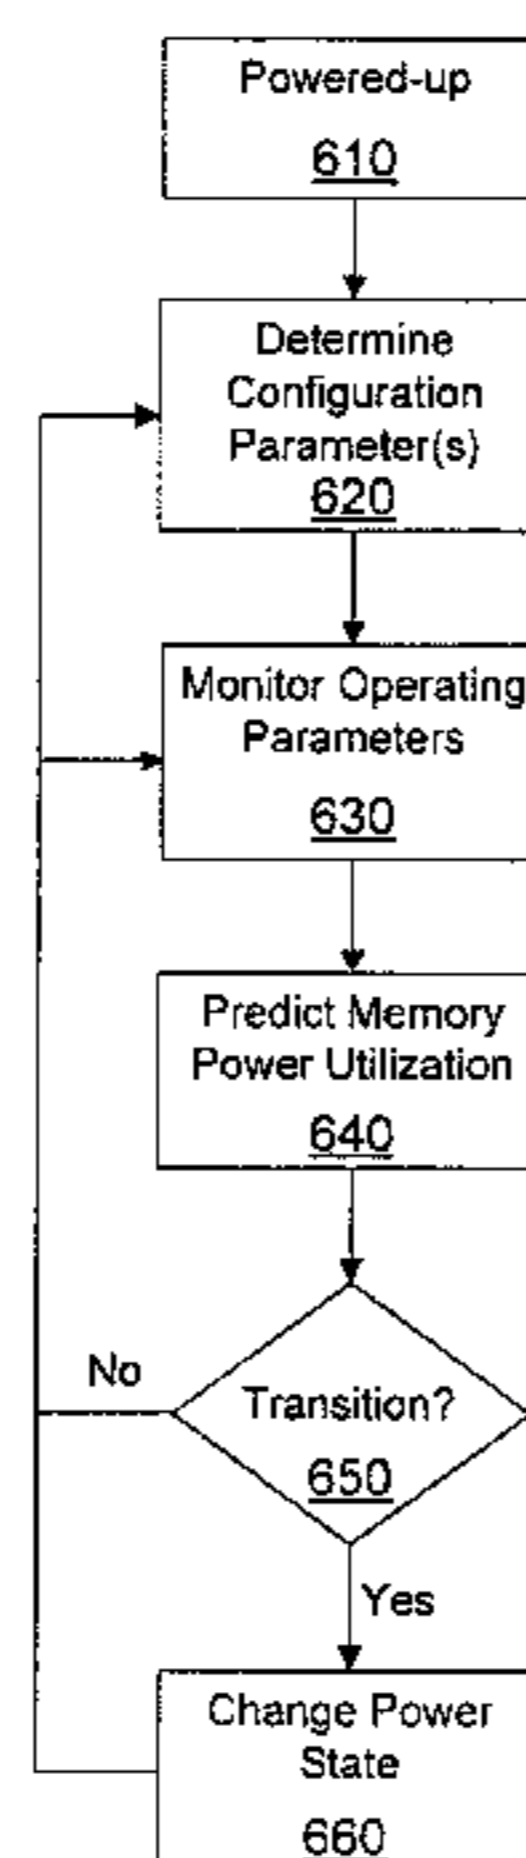 Powered-up
610
Determine
Configuration
Parameter(s)
620
Monitor Operating
Parameters
630
Predict Memory
Power Utilization
640
No
Transition?
650
Yes
Change Power
State
660